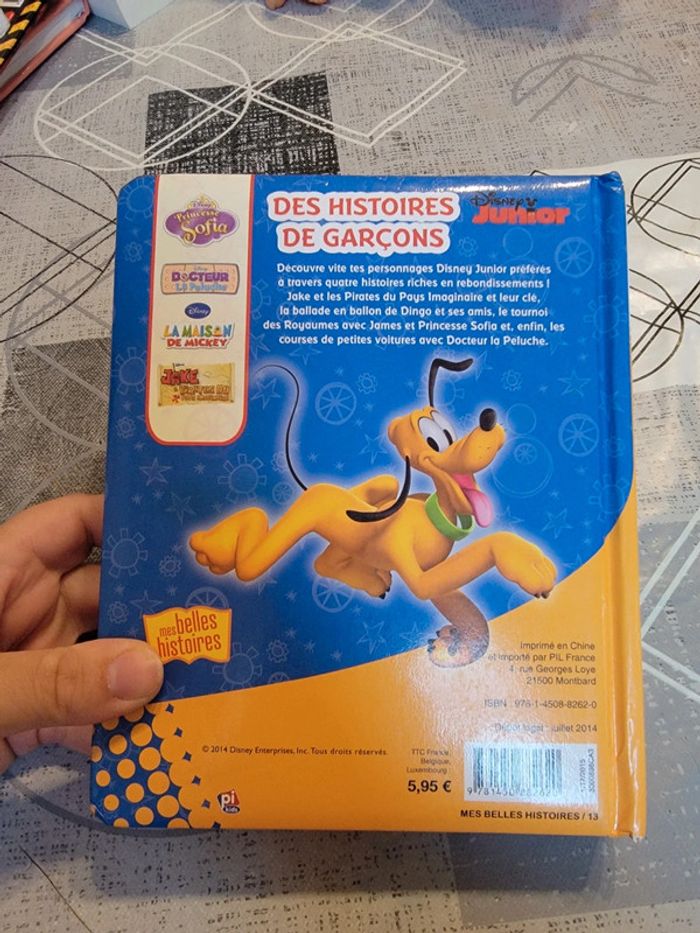 Disney
Princesse
Sofia
Disney
DOCTEUR
La Peluche
Disney
LA MAISON
DE MICKEY
JAKE
DES HISTOIRES
DE GARÇONS
Disney
Junior
Découvre vite tes personnages Disney Junior préférés
à travers quatre histoires riches en rebondissements !
Jake et les Pirates du Pays Imaginaire et leur clé,
la ballade en ballon de Dingo et ses amis, le tournoi
des Royaumes avec James et Princesse Sofia et, enfin, les
courses de petites voitures avec Docteur la Peluche.
mes belles
histoires
Imprimé en Chine
et importé par PIL France
4, rue Georges Loye
21500 Montbard
ISBN : 978-1-4508-8262-0
Dépôt légal : juillet 2014
© 2014 Disney Enterprises, Inc. Tous droits réservés.
TTC France,
Belgique,
Luxembourg :
5,95 €
pi
kids
MES BELLES HISTOIRES / 13